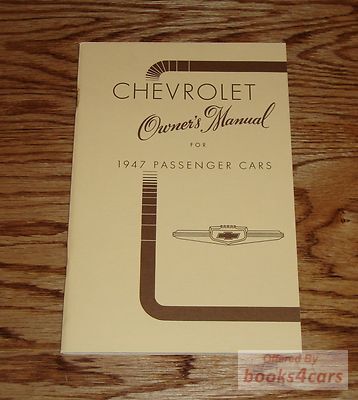 CHEVROLET
Owner's Manual
FOR
1947 PASSENGER CARS
Offered By
books4cars